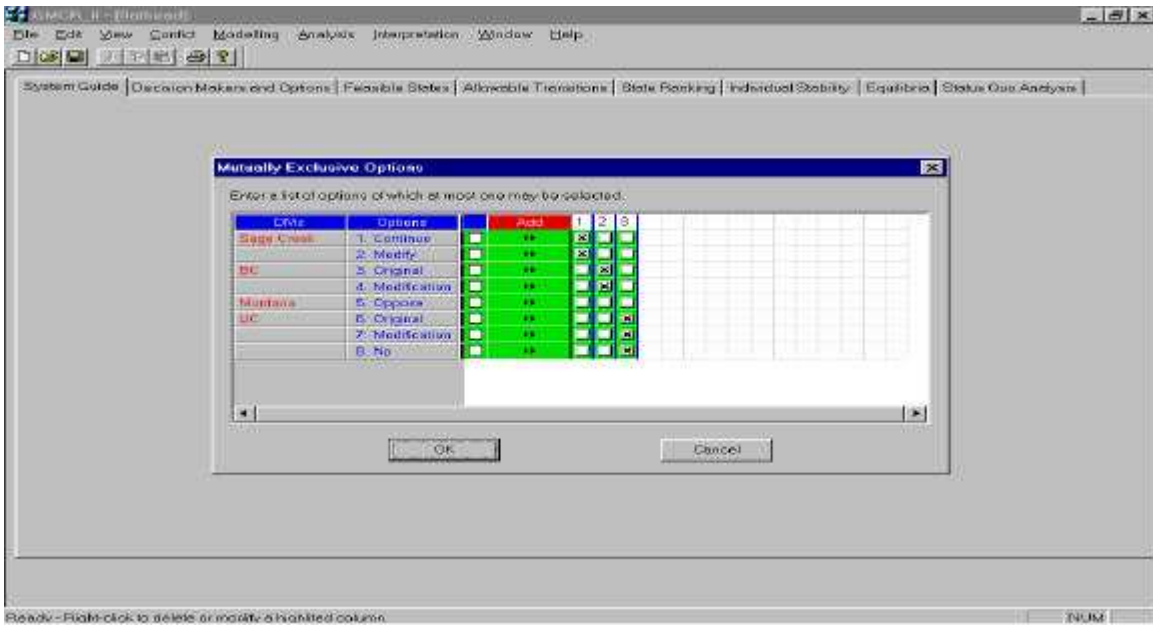 GMCR_II - [flathead]
File Edit View Conflict Modelling Analysis Interpretation Window Help
System Guide Decision Makers and Options Feasible States Allowable Transitions State Ranking Individual Stability Equilibria Status Quo Analysis
Mutually Exclusive Options
Enter a list of options of which at most one may be selected.
DMs Options Add 1 2 3
Sage Creek 1. Continue
2. Modify
BC 3. Original
4. Modification
Montana 5. Oppose
IJC 6. Original
7. Modification
8. No
OK Cancel
Ready - Right-click to delete or modify a highlited column. NUM